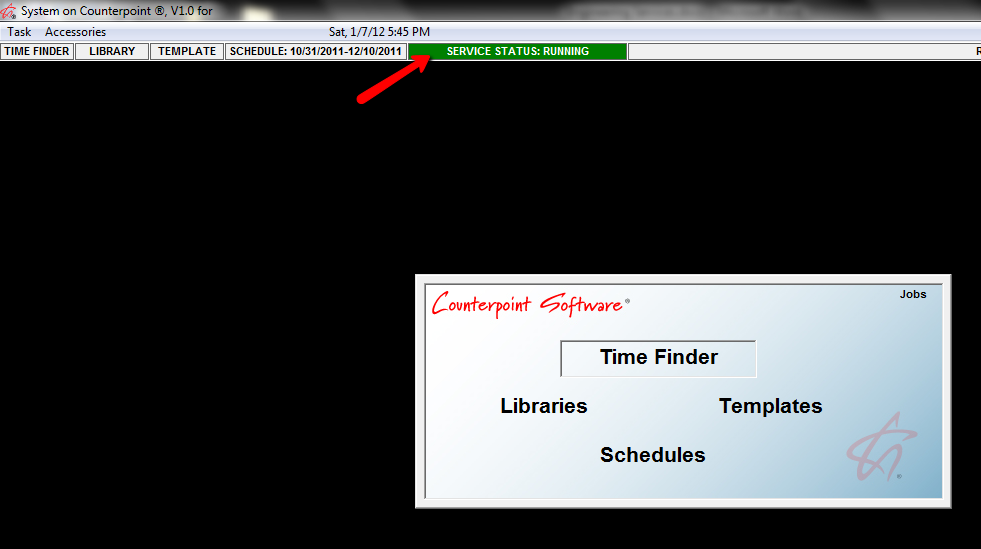 System on Counterpoint ®, V1.0 for
Task Accessories Sat, 1/7/12 5:45 PM
TIME FINDER LIBRARY TEMPLATE SCHEDULE: 10/31/2011-12/10/2011 SERVICE STATUS: RUNNING R
Jobs
Counterpoint Software®
Time Finder
Libraries Templates
Schedules
®